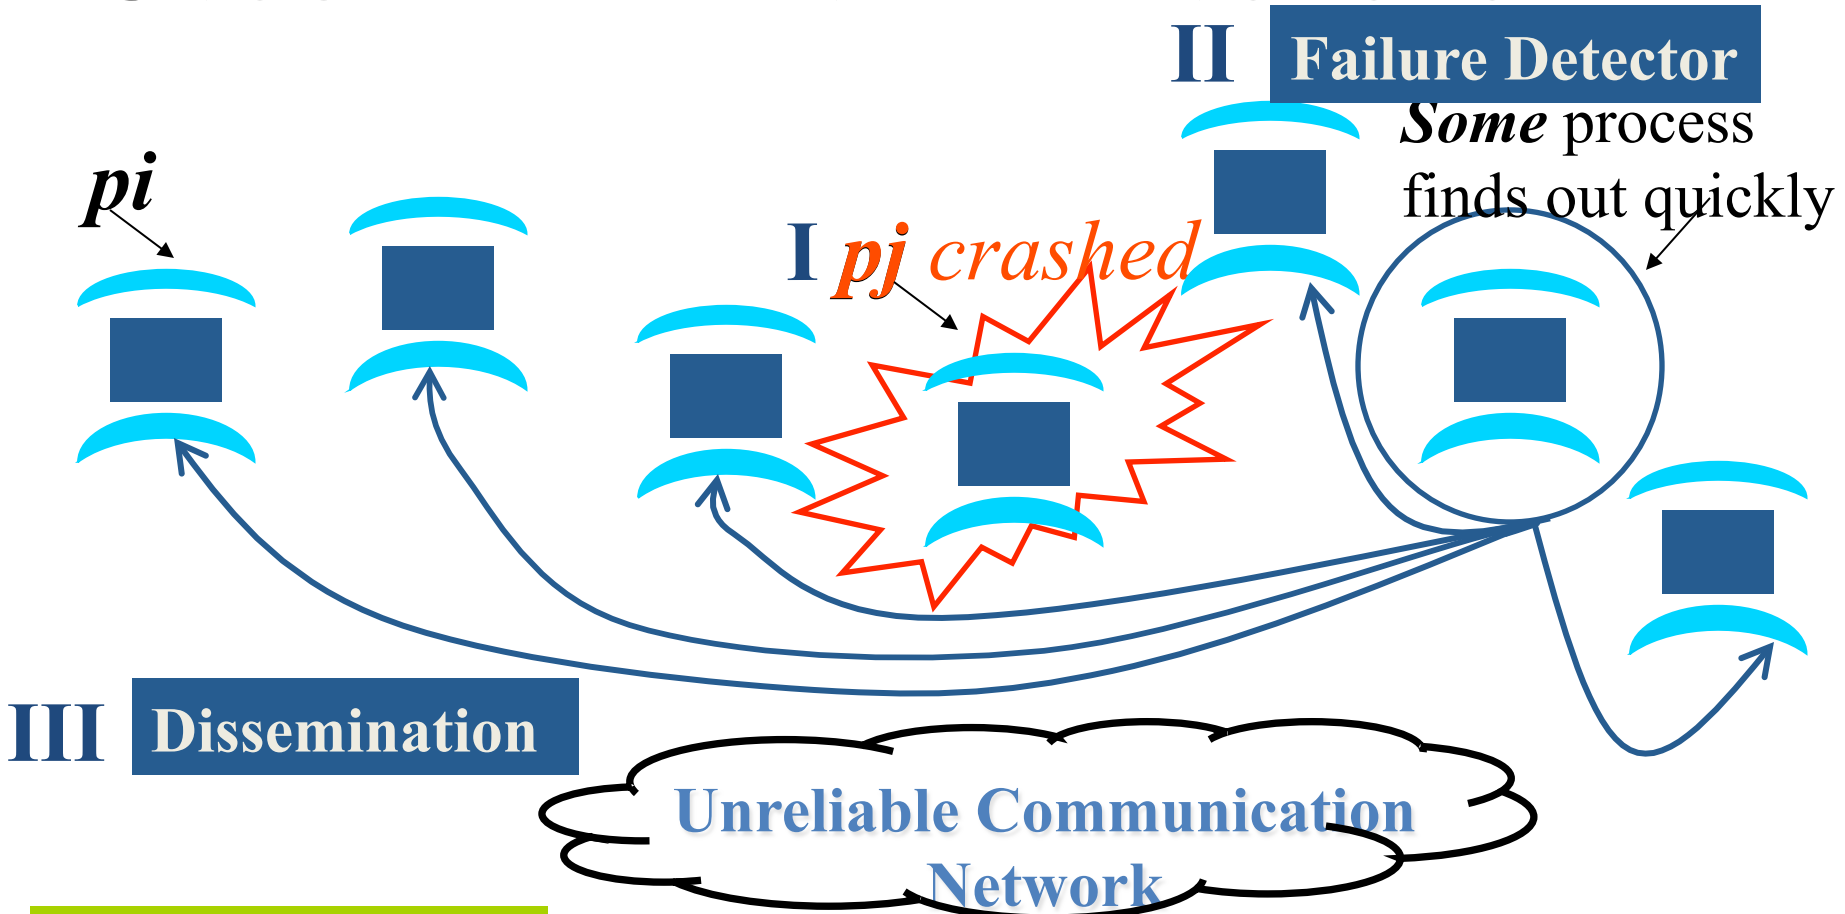 II Failure Detector
Some process
finds out quickly
pi
I pj crashed
III Dissemination
Unreliable Communication
Network